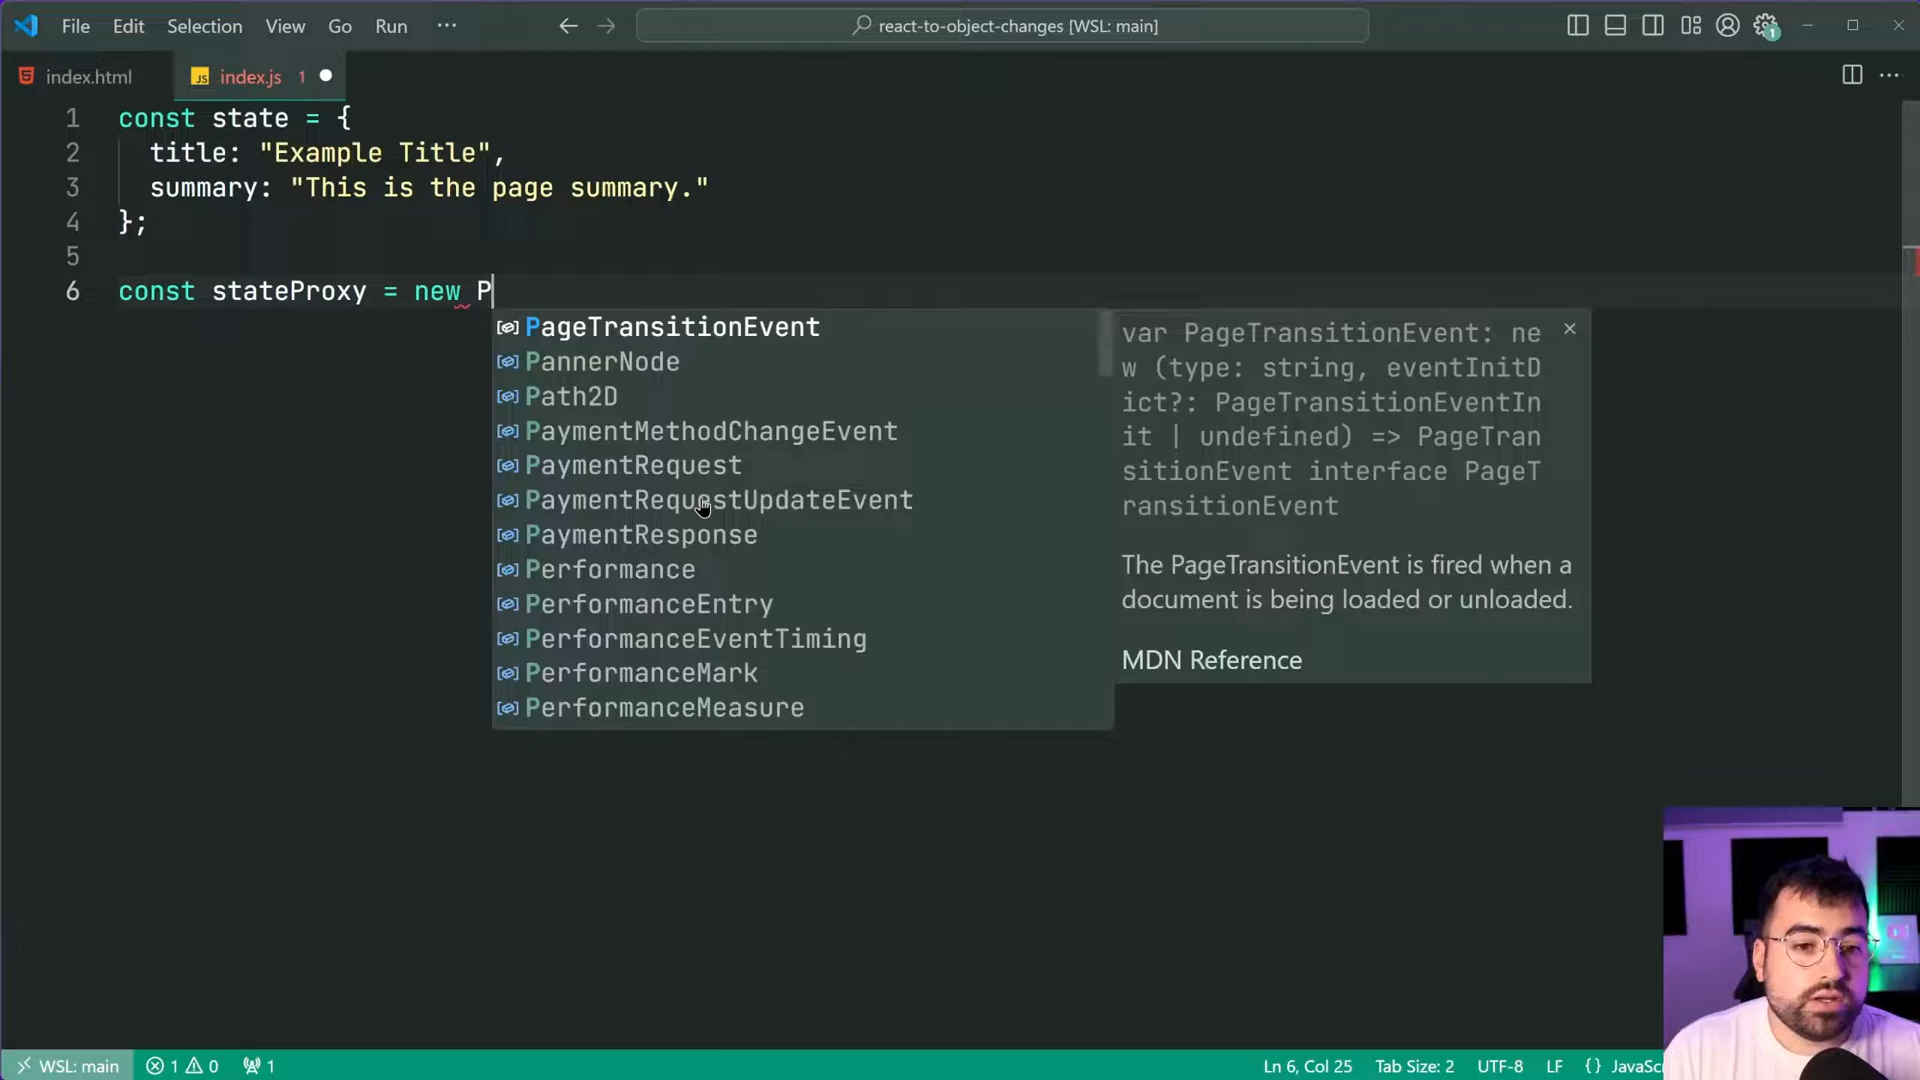 File Edit Selection View Go Run ···
react-to-object-changes [WSL: main]
1
index.html
JS index.js 1
1 const state = {
2 title: "Example Title",
3 summary: "This is the page summary."
4 };
5
6 const stateProxy = new P
PageTransitionEvent
PannerNode
Path2D
PaymentMethodChangeEvent
PaymentRequest
PaymentRequestUpdateEvent
PaymentResponse
Performance
PerformanceEntry
PerformanceEventTiming
PerformanceMark
PerformanceMeasure
var PageTransitionEvent: ne
w (type: string, eventInitD
ict?: PageTransitionEventIn
it | undefined) => PageTran
sitionEvent interface PageT
ransitionEvent
The PageTransitionEvent is fired when a
document is being loaded or unloaded.
MDN Reference
WSL: main 1 0 1
Ln 6, Col 25 Tab Size: 2 UTF-8 LF {}